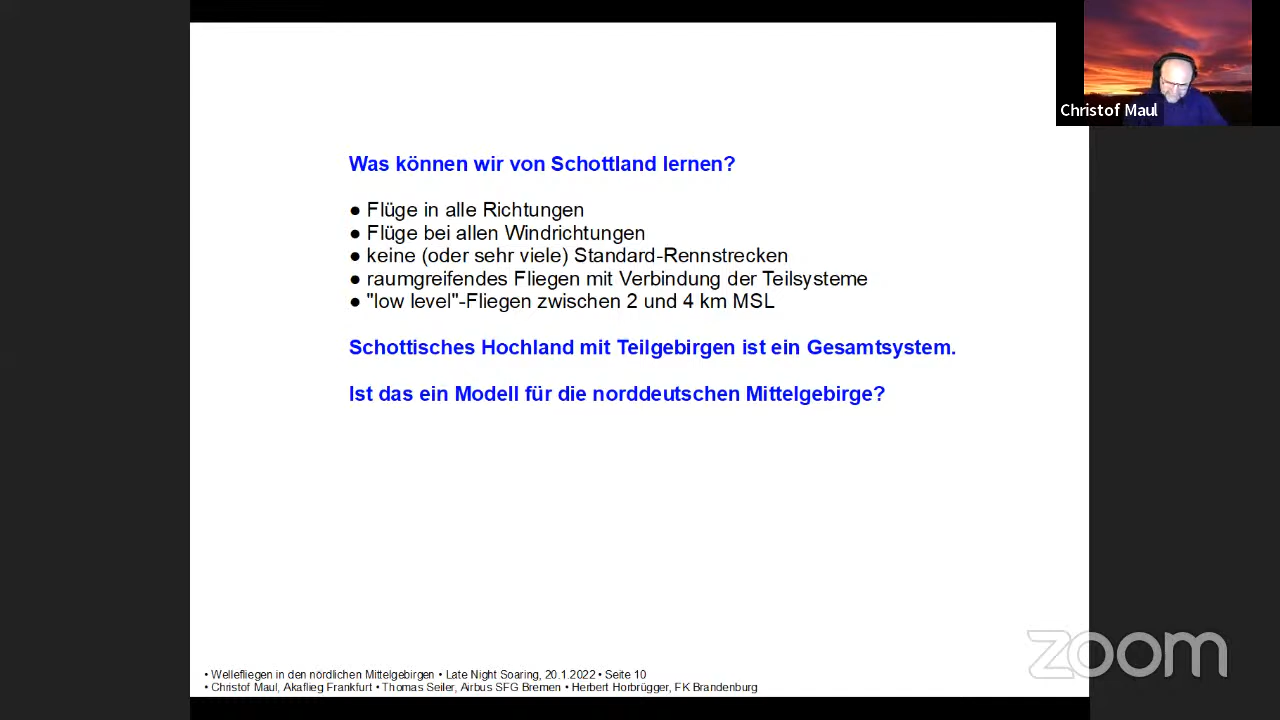 Christof Maul
Was können wir von Schottland lernen?
● Flüge in alle Richtungen
● Flüge bei allen Windrichtungen
● keine (oder sehr viele) Standard-Rennstrecken
● raumgreifendes Fliegen mit Verbindung der Teilsysteme
● "low level"-Fliegen zwischen 2 und 4 km MSL
Schottisches Hochland mit Teilgebirgen ist ein Gesamtsystem.
Ist das ein Modell für die norddeutschen Mittelgebirge?
zoom
• Wellefliegen in den nördlichen Mittelgebirgen • Late Night Soaring, 20.1.2022 • Seite 10
• Christof Maul, Akaflieg Frankfurt • Thomas Seiler, Airbus SFG Bremen • Herbert Horbrügger, FK Brandenburg